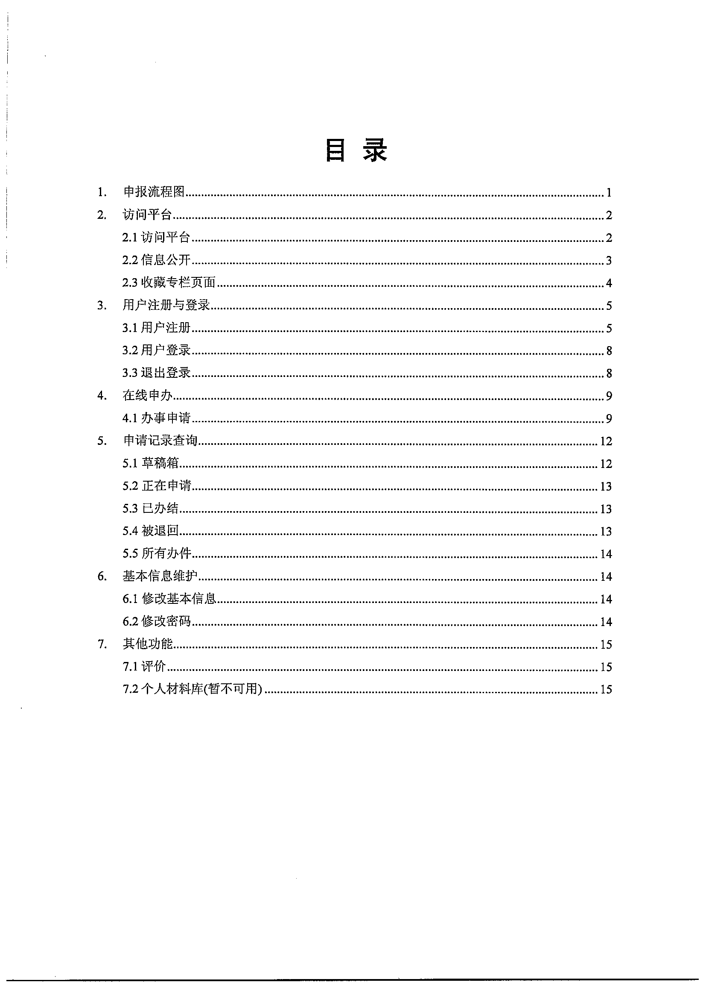 目 录
1. 申报流程图........................1
2. 访问平台........................2
2.1 访问平台........................2
2.2 信息公开........................3
2.3 收藏专栏页面........................4
3. 用户注册与登录........................5
3.1 用户注册........................5
3.2 用户登录........................8
3.3 退出登录........................8
4. 在线申办........................9
4.1 办事申请........................9
5. 申请记录查询........................12
5.1 草稿箱........................12
5.2 正在申请........................13
5.3 已办结........................13
5.4 被退回........................13
5.5 所有办件........................14
6. 基本信息维护........................14
6.1 修改基本信息........................14
6.2 修改密码........................14
7. 其他功能........................15
7.1 评价........................15
7.2 个人材料库(暂不可用)........................15